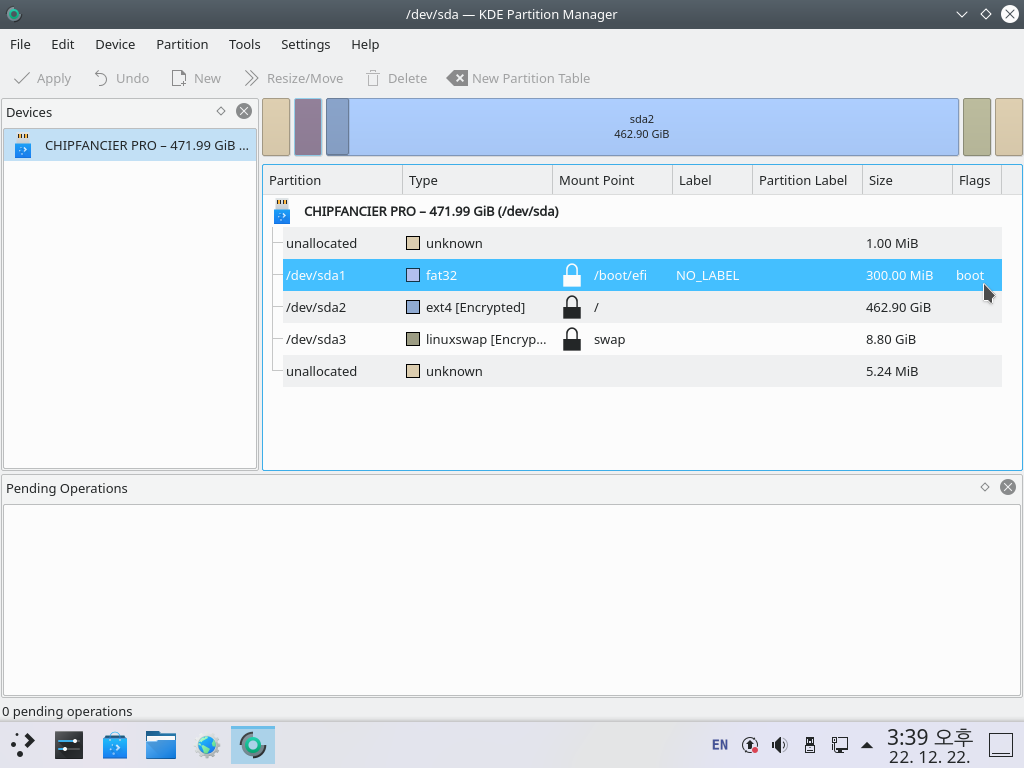 /dev/sda — KDE Partition Manager
File Edit Device Partition Tools Settings Help
Apply Undo New Resize/Move Delete New Partition Table
Devices
CHIPFANCIER PRO – 471.99 GiB ...
sda2
462.90 GiB
Partition Type Mount Point Label Partition Label Size Flags
CHIPFANCIER PRO – 471.99 GiB (/dev/sda)
unallocated unknown 1.00 MiB
/dev/sda1 fat32 /boot/efi NO_LABEL 300.00 MiB boot
/dev/sda2 ext4 [Encrypted] / 462.90 GiB
/dev/sda3 linuxswap [Encryp... swap 8.80 GiB
unallocated unknown 5.24 MiB
Pending Operations
0 pending operations
EN
3:39 오후
22. 12. 22.